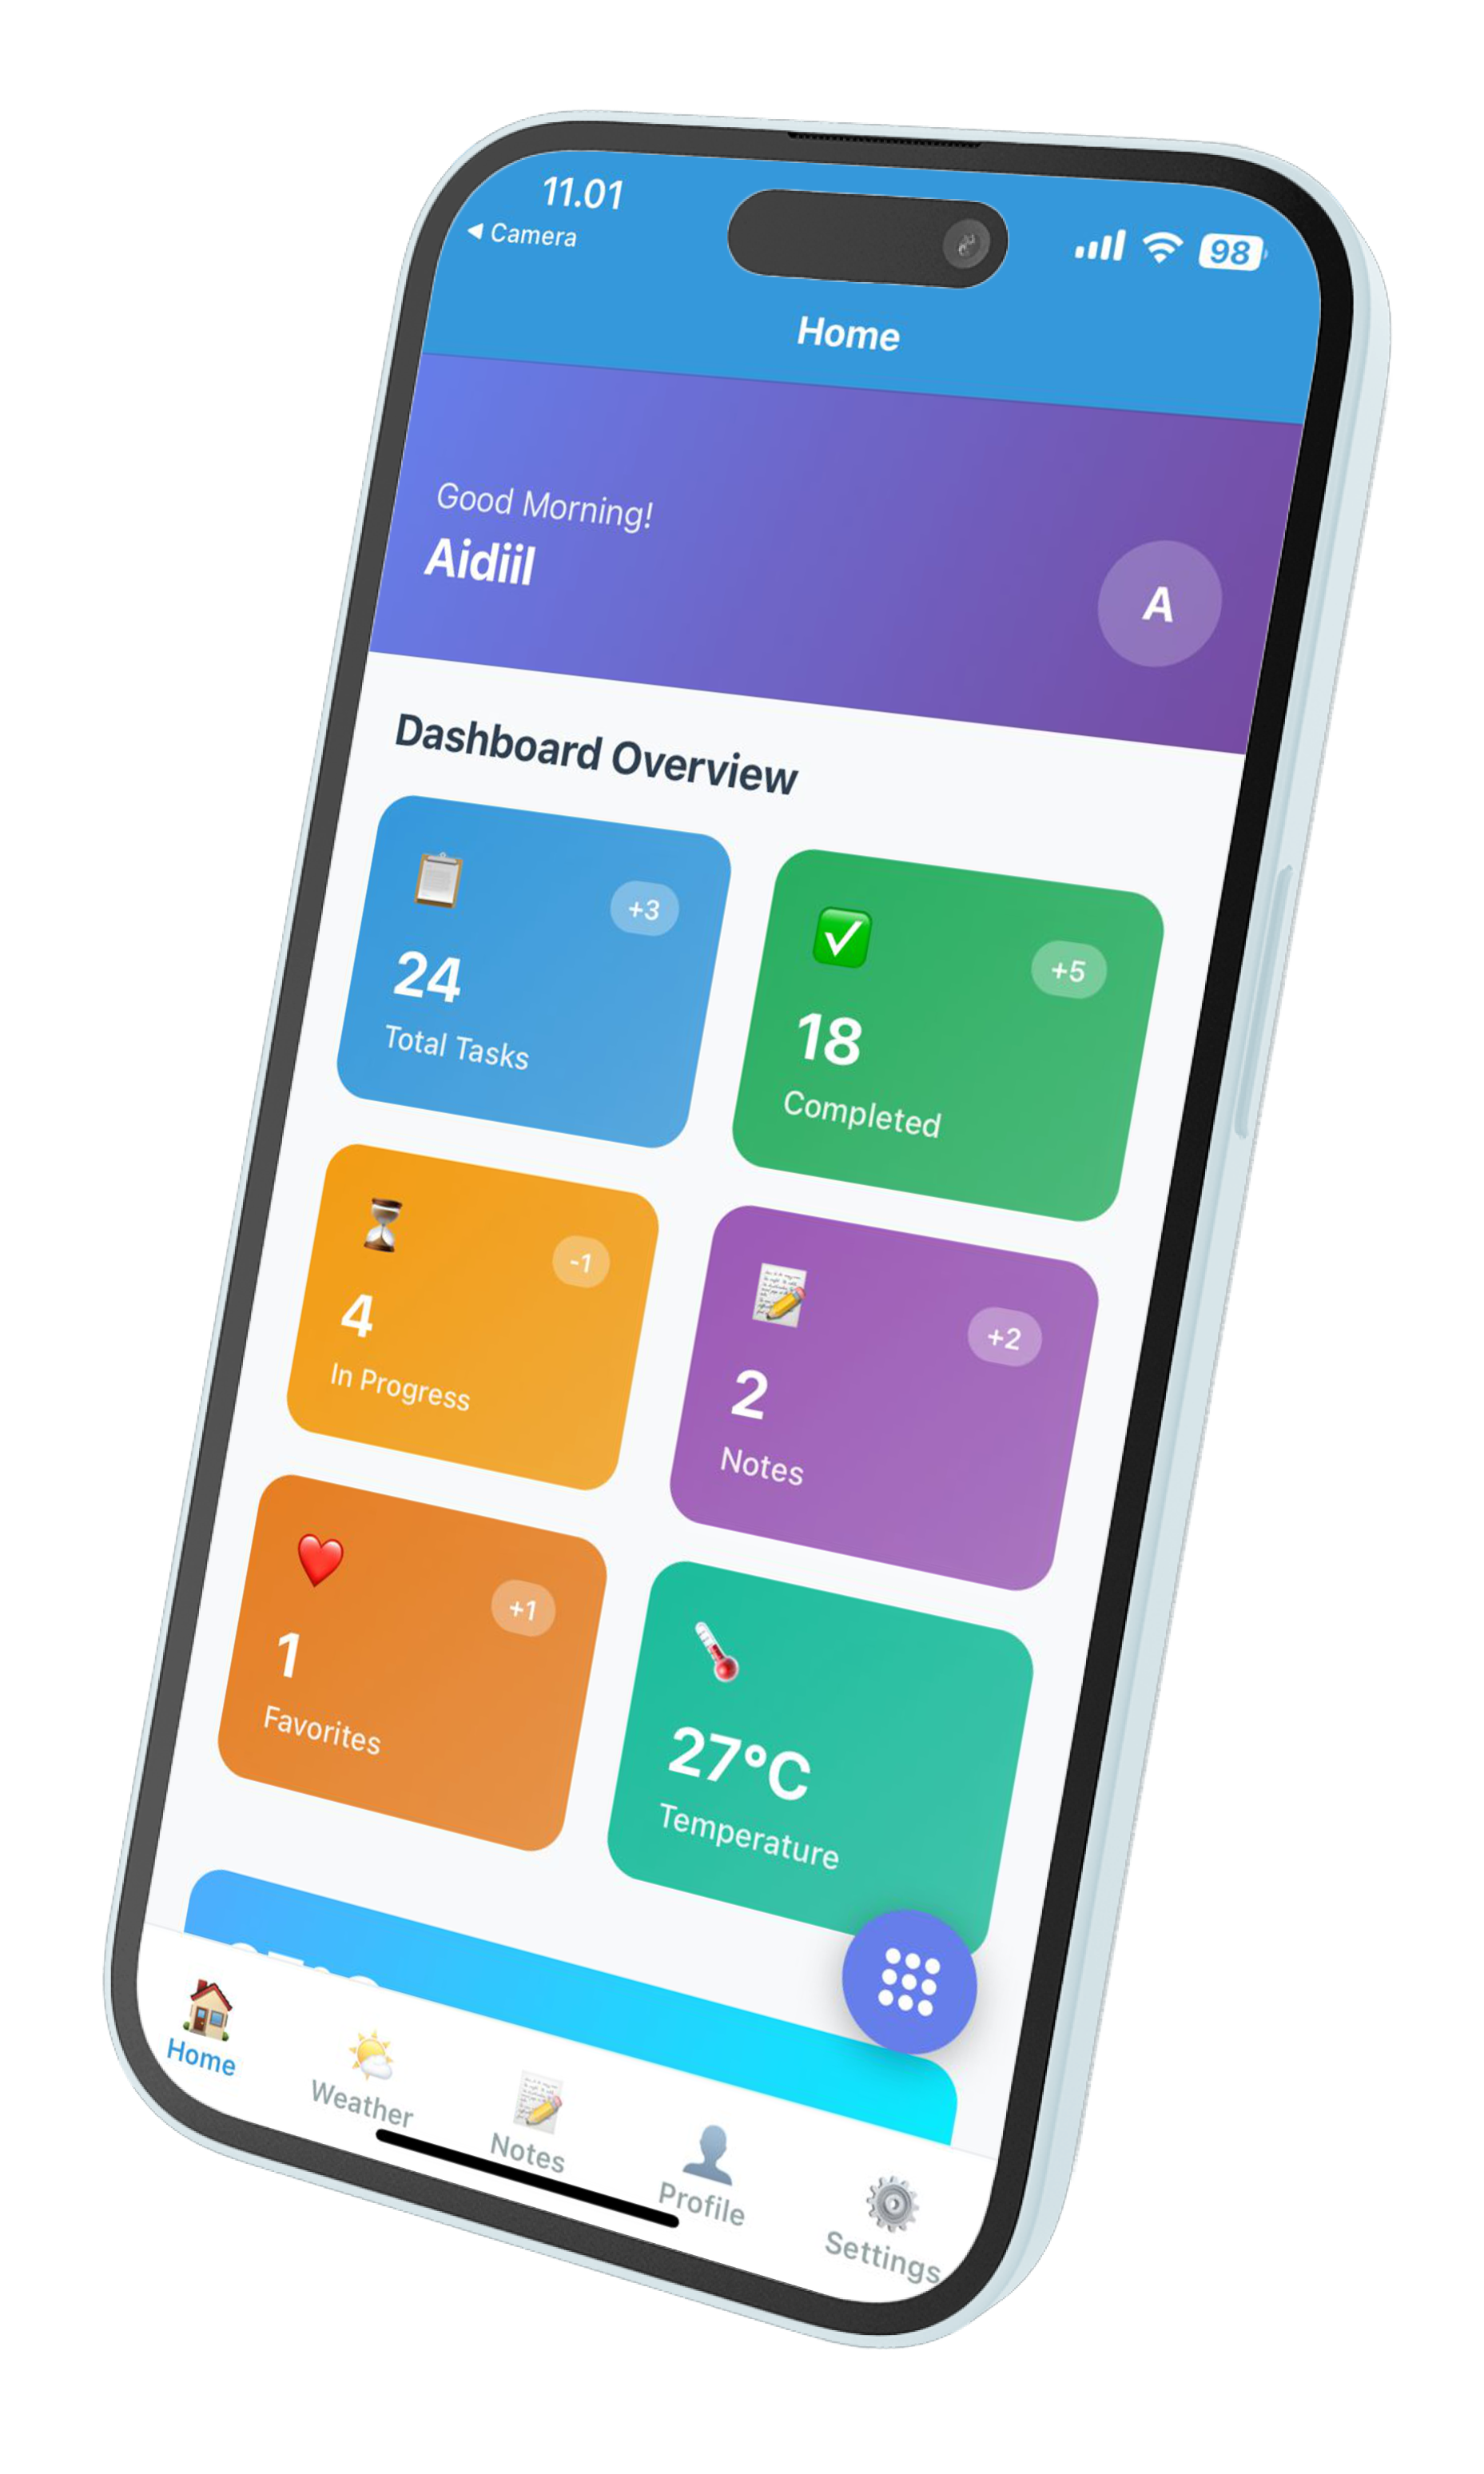 11.01
98
◀ Camera
Home
Good Morning!
Aidiil
A
Dashboard Overview
+3
24
Total Tasks
+5
18
Completed
-1
4
In Progress
+2
2
Notes
+1
1
Favorites
27°C
Temperature
Home
Weather
Notes
Profile
Settings